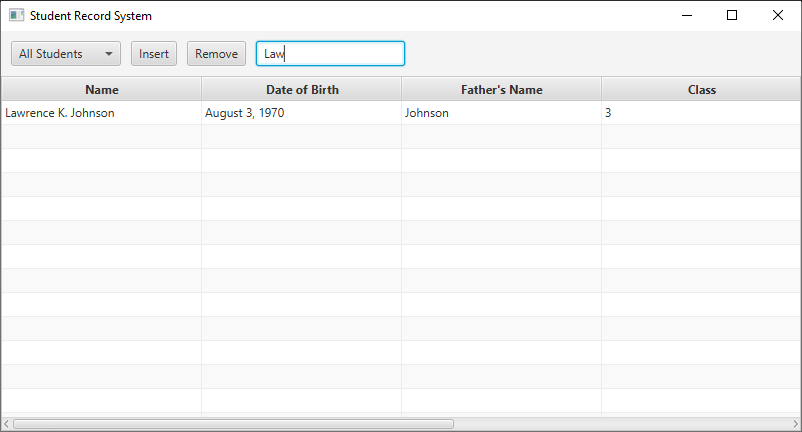 Student Record System
All Students Insert Remove Law
Name Date of Birth Father's Name Class
Lawrence K. Johnson August 3, 1970 Johnson 3